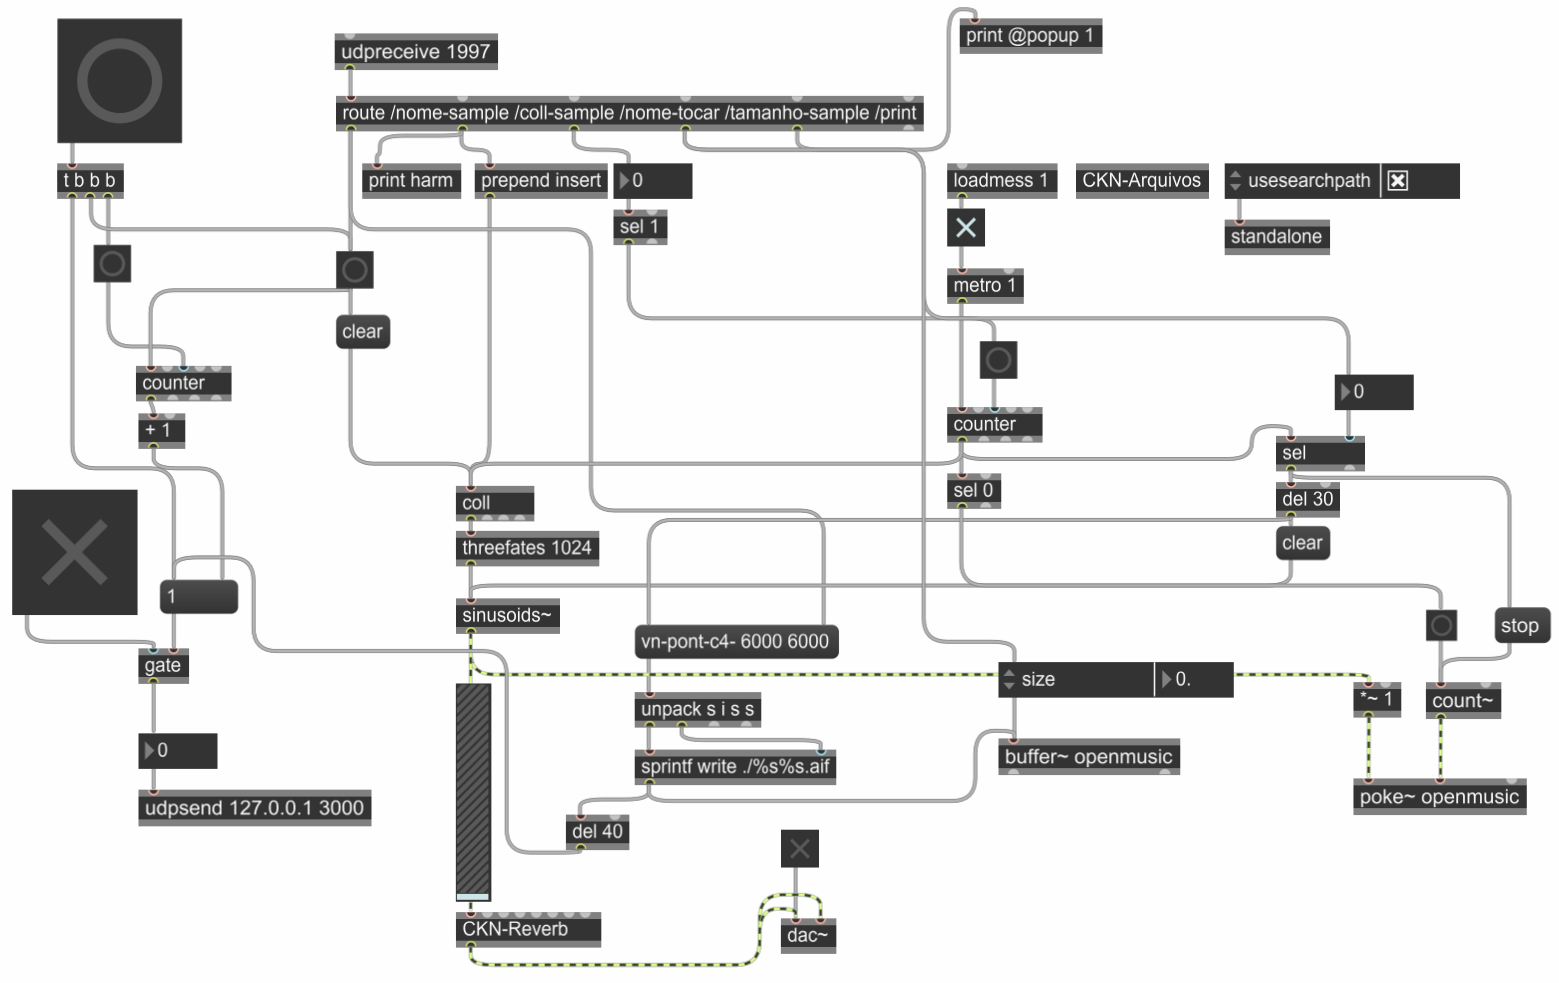 print @popup 1
udpreceive 1997
route /nome-sample /coll-sample /nome-tocar /tamanho-sample /print
t b b b
print harm
prepend insert
0
loadmess 1
CKN-Arquivos
usesearchpath
sel 1
standalone
metro 1
clear
counter
0
counter
+ 1
sel
sel 0
coll
del 30
clear
threefates 1024
1
sinusoids~
stop
vn-pont-c4- 6000 6000
gate
size
0.
*~ 1
count~
unpack s i s s
0
buffer~ openmusic
sprintf write ./%s%s.aif
poke~ openmusic
udpsend 127.0.0.1 3000
del 40
CKN-Reverb
dac~